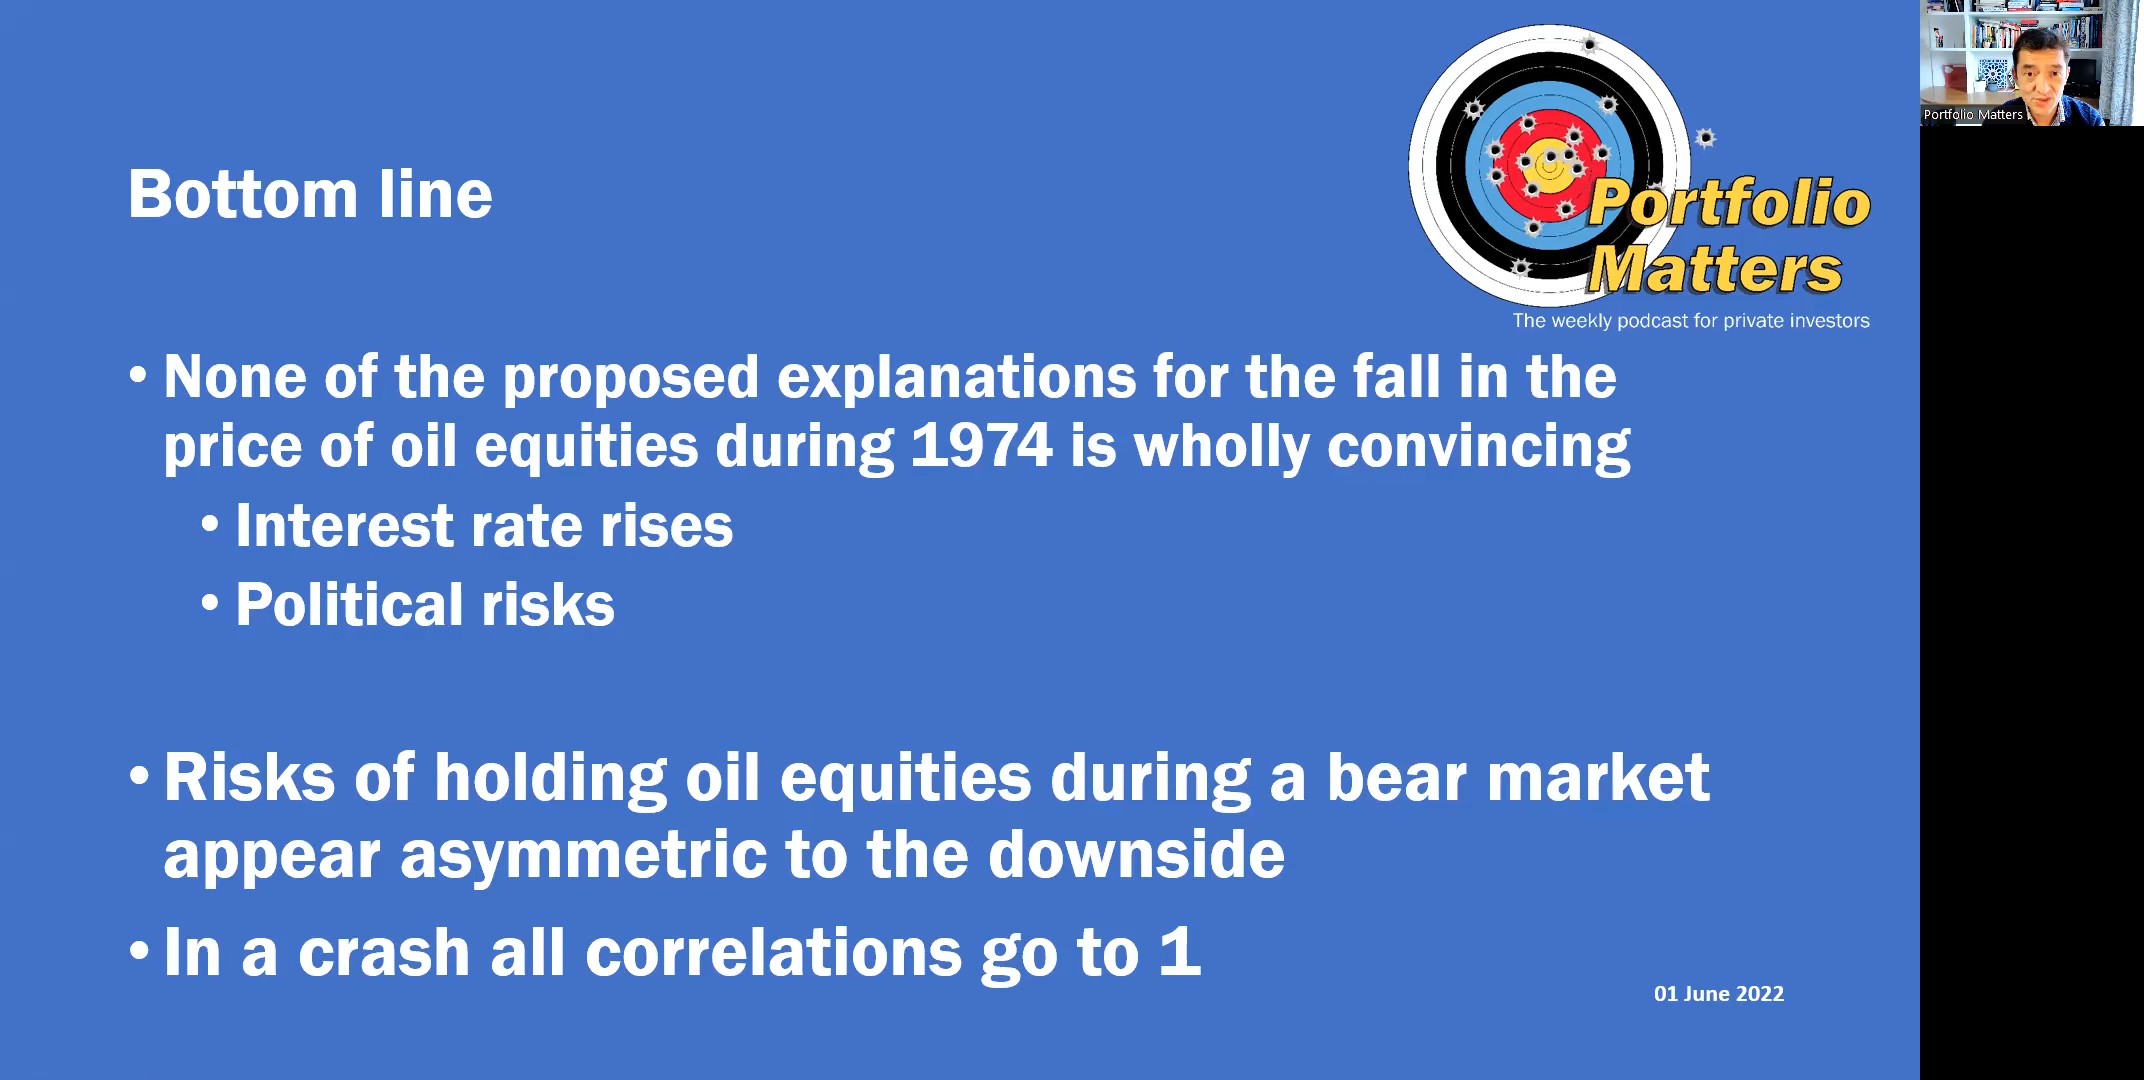 Bottom line
Portfolio
Matters
The weekly podcast for private investors
• None of the proposed explanations for the fall in the
price of oil equities during 1974 is wholly convincing
• Interest rate rises
• Political risks
• Risks of holding oil equities during a bear market
appear asymmetric to the downside
• In a crash all correlations go to 1
01 June 2022
Portfolio Matters